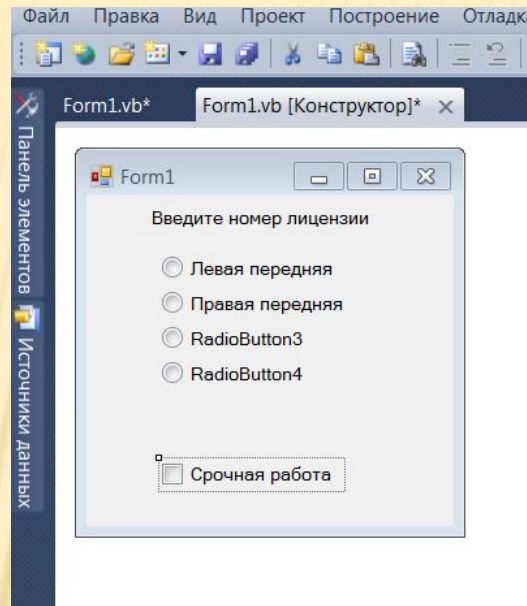 Файл Правка Вид Проект Построение Отладка
Form1.vb* Form1.vb [Конструктор]*
Панель элементов
Источники данных
Form1
Введите номер лицензии
Левая передняя
Правая передняя
RadioButton3
RadioButton4
Срочная работа